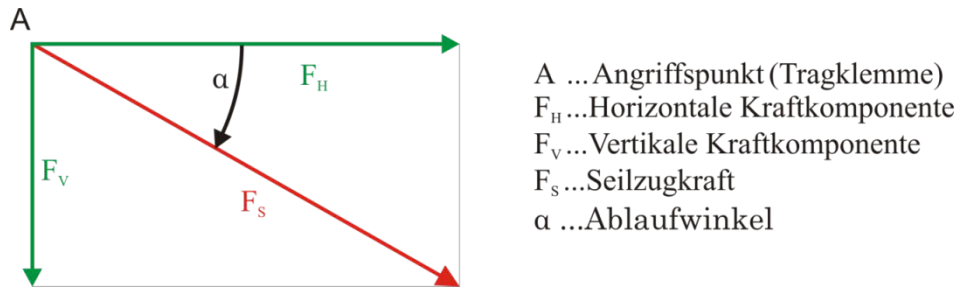 A
α
F_H
F_V
F_S
A ...Angriffspunkt (Tragklemme)
F_H...Horizontale Kraftkomponente
F_V...Vertikale Kraftkomponente
F_S...Seilzugkraft
α ...Ablaufwinkel